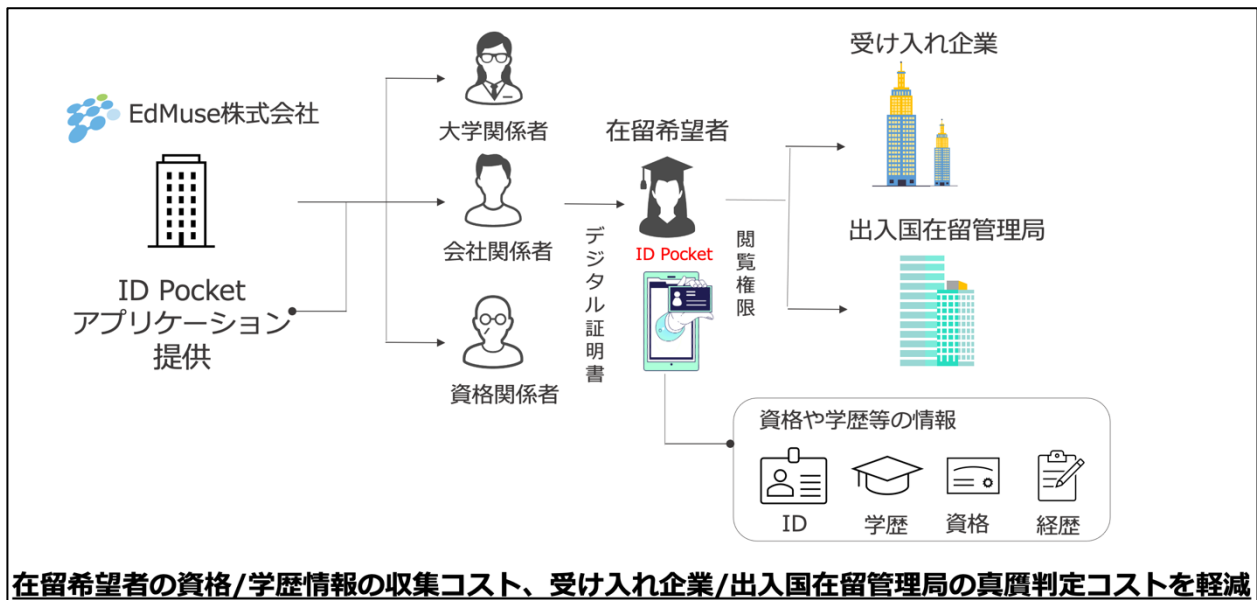 EdMuse株式会社
ID Pocket
アプリケーション
提供
大学関係者
会社関係者
資格関係者
デジタル証明書
在留希望者
ID Pocket
閲覧権限
受け入れ企業
出入国在留管理局
資格や学歴等の情報
ID
学歴
資格
経歴
在留希望者の資格/学歴情報の収集コスト、受け入れ企業/出入国在留管理局の真贋判定コストを軽減